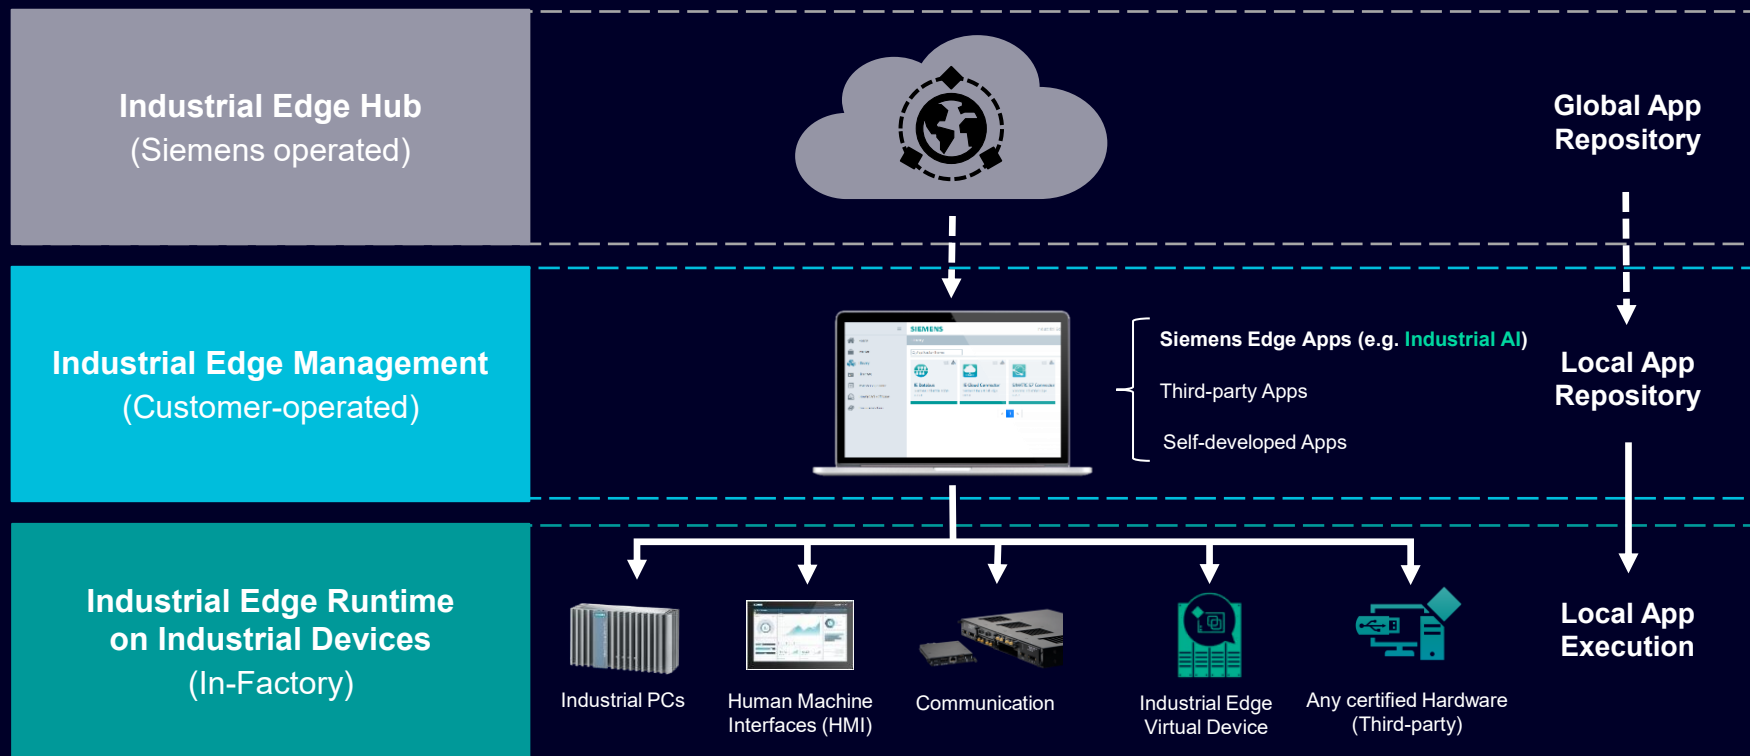 Industrial Edge Hub
(Siemens operated)
Global App
Repository
Industrial Edge Management
(Customer-operated)
SIEMENS
Siemens Edge Apps (e.g. Industrial AI)
Third-party Apps
Self-developed Apps
Local App
Repository
Industrial Edge Runtime
on Industrial Devices
(In-Factory)
Industrial PCs
Human Machine
Interfaces (HMI)
Communication
Industrial Edge
Virtual Device
Any certified Hardware
(Third-party)
Local App
Execution